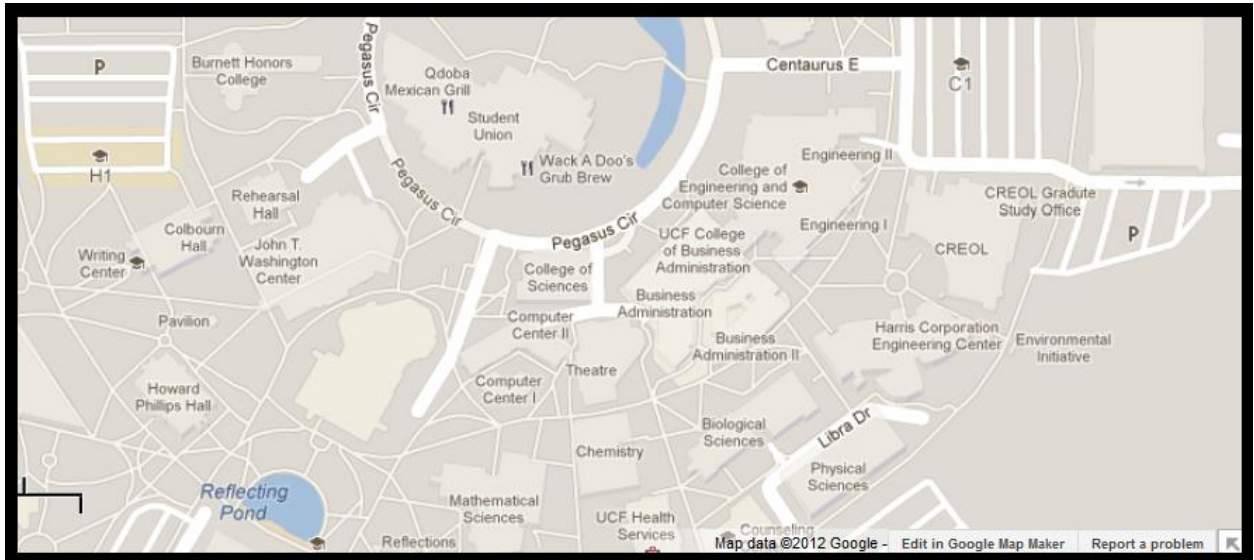 Pegasus Cir
P
Burnett Honors
College
Qdoba
Mexican Grill
Student
Union
Wack A Doo's
Grub Brew
Centaurus E
C1
H1
Pegasus Cir
College of
Engineering and
Computer Science
Engineering II
CREOL Gradute
Study Office
P
Rehearsal
Hall
Colbourn
Hall
John T.
Washington
Center
Writing
Center
Pegasus Cir
UCF College
of Business
Administration
Engineering I
CREOL
College of
Sciences
Business
Administration
Pavilion
Computer
Center II
Business
Administration II
Harris Corporation
Engineering Center
Environmental
Initiative
Theatre
Computer
Center I
Howard
Phillips Hall
Biological
Sciences
Libra Dr
Chemistry
Physical
Sciences
Reflecting
Pond
Mathematical
Sciences
UCF Health
Services
Counseling
Reflections
Map data ©2012 Google -
Edit in Google Map Maker
Report a problem